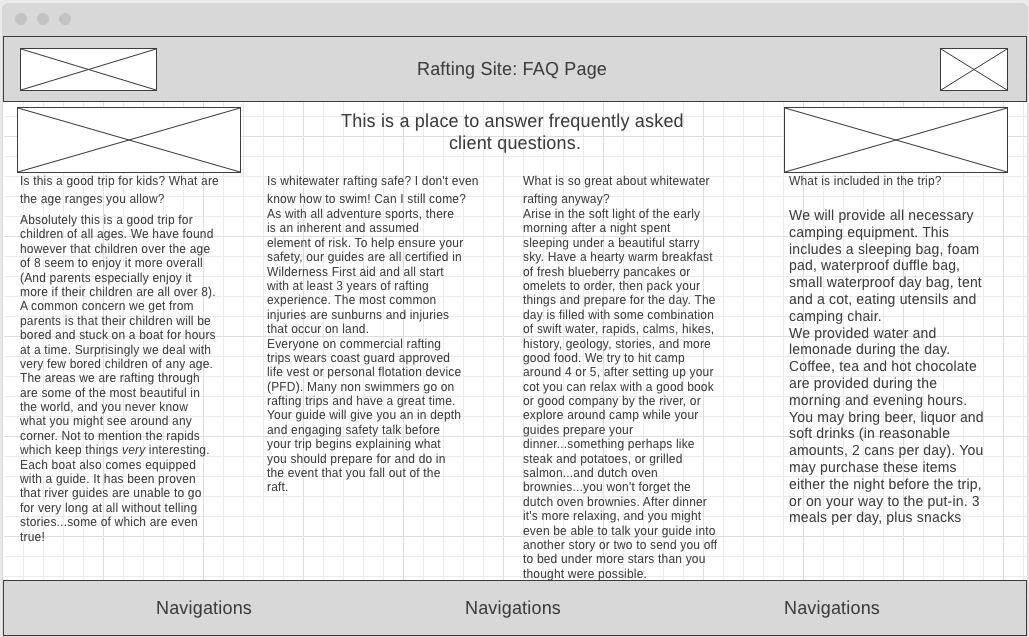 Rafting Site: FAQ Page
This is a place to answer frequently asked
client questions.
Is this a good trip for kids? What are
the age ranges you allow?
Absolutely this is a good trip for
children of all ages. We have found
however that children over the age
of 8 seem to enjoy it more overall
(And parents especially enjoy it
more if their children are all over 8).
A common concern we get from
parents is that their children will be
bored and stuck on a boat for hours
at a time. Surprisingly we deal with
very few bored children of any age.
The areas we are rafting through
are some of the most beautiful in
the world, and you never know
what you might see around any
corner. Not to mention the rapids
which keep things very interesting.
Each boat also comes equipped
with a guide. It has been proven
that river guides are unable to go
for very long at all without telling
stories...some of which are even
true!
Is whitewater rafting safe? I don't even
know how to swim! Can I still come?
As with all adventure sports, there
is an inherent and assumed
element of risk. To help ensure your
safety, our guides are all certified in
Wilderness First aid and all start
with at least 3 years of rafting
experience. The most common
injuries are sunburns and injuries
that occur on land.
Everyone on commercial rafting
trips wears coast guard approved
life vest or personal flotation device
(PFD). Many non swimmers go on
rafting trips and have a great time.
Your guide will give you an in depth
and engaging safety talk before
your trip begins explaining what
you should prepare for and do in
the event that you fall out of the
raft.
What is so great about whitewater
rafting anyway?
Arise in the soft light of the early
morning after a night spent
sleeping under a beautiful starry
sky. Have a hearty warm breakfast
of fresh blueberry pancakes or
omelets to order, then pack your
things and prepare for the day. The
day is filled with some combination
of swift water, rapids, calms, hikes,
history, geology, stories, and more
good food. We try to hit camp
around 4 or 5, after setting up your
cot you can relax with a good book
or good company by the river, or
explore around camp while your
guides prepare your
dinner...something perhaps like
steak and potatoes, or grilled
salmon...and dutch oven
brownies...you won't forget the
dutch oven brownies. After dinner
it's more relaxing, and you might
even be able to talk your guide into
another story or two to send you off
to bed under more stars than you
thought were possible.
What is included in the trip?
We will provide all necessary
camping equipment. This
includes a sleeping bag, foam
pad, waterproof duffle bag,
small waterproof day bag, tent
and a cot, eating utensils and
camping chair.
We provided water and
lemonade during the day.
Coffee, tea and hot chocolate
are provided during the
morning and evening hours.
You may bring beer, liquor and
soft drinks (in reasonable
amounts, 2 cans per day). You
may purchase these items
either the night before the trip,
or on your way to the put-in. 3
meals per day, plus snacks
Navigations
Navigations
Navigations